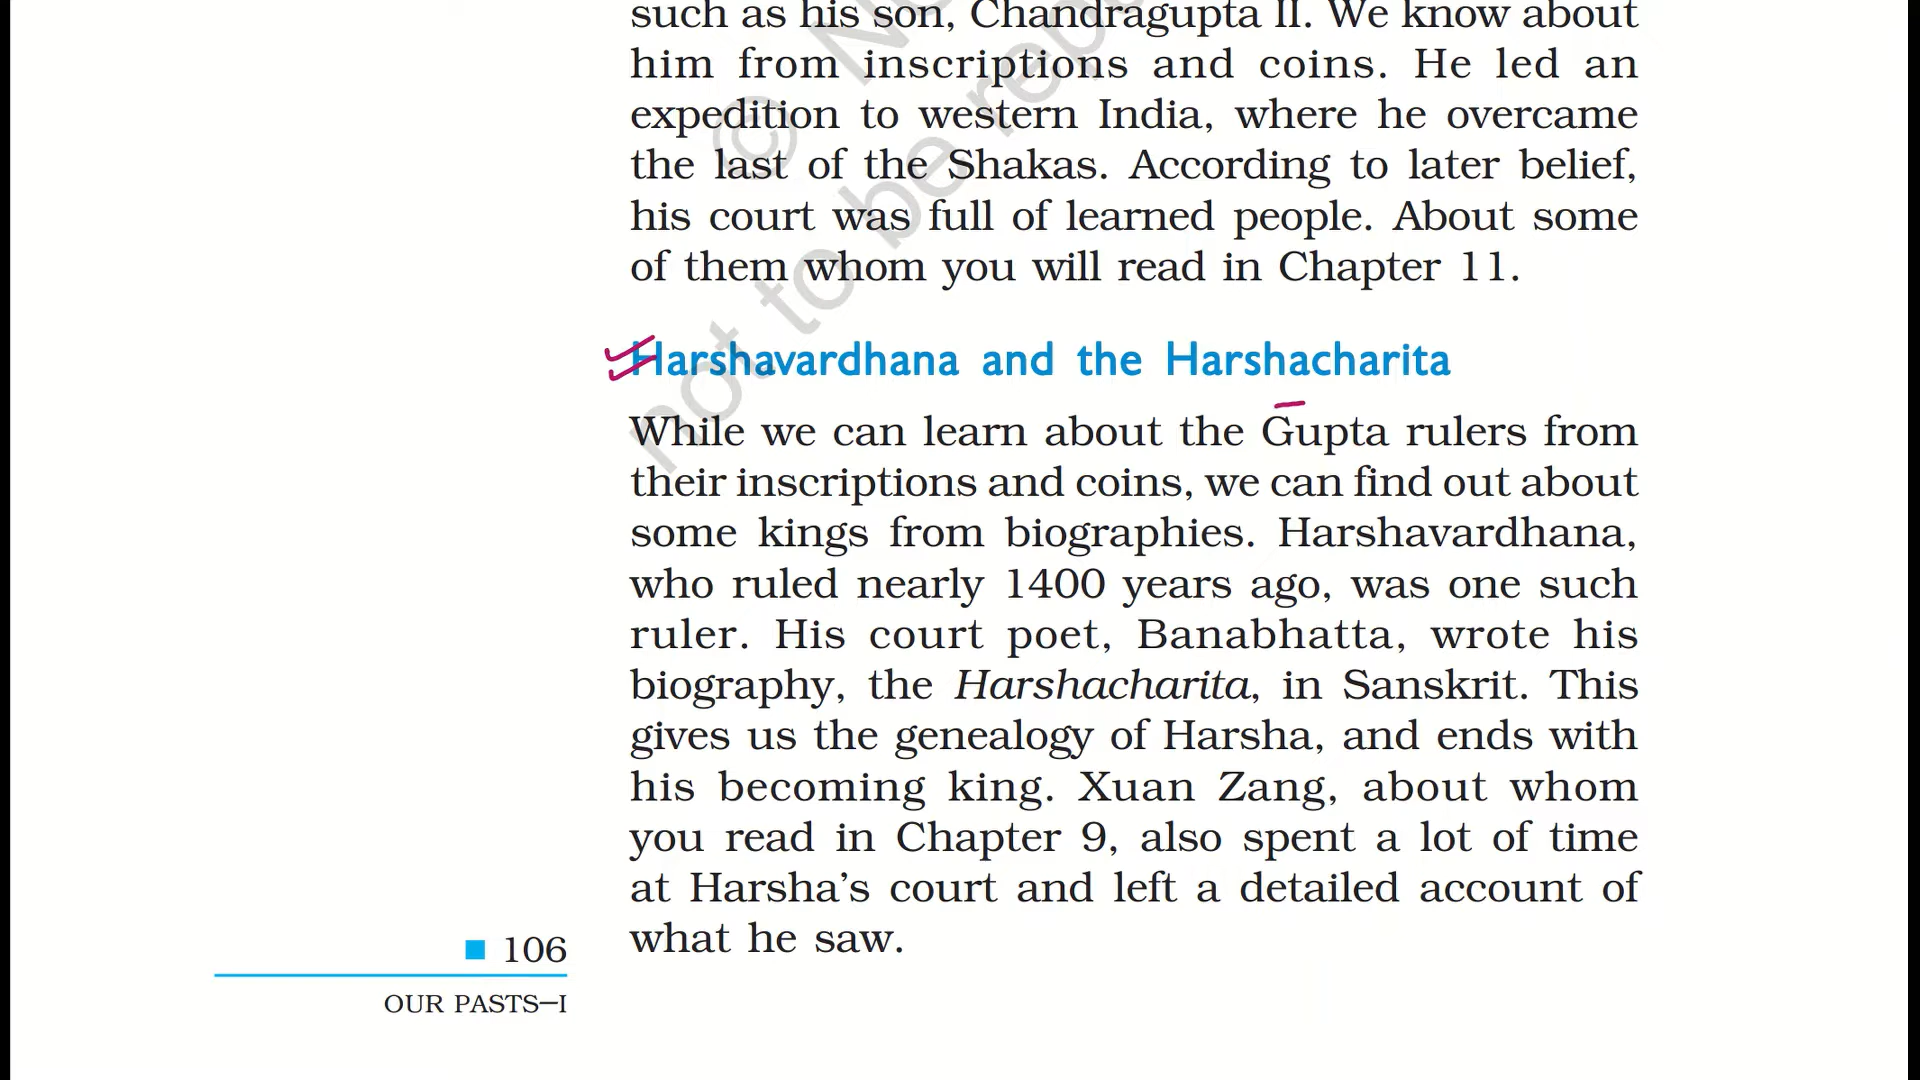 such as his son, Chandragupta II. We know about
him from inscriptions and coins. He led an
expedition to western India, where he overcame
the last of the Shakas. According to later belief,
his court was full of learned people. About some
of them whom you will read in Chapter 11.
Harshavardhana and the Harshacharita
While we can learn about the Gupta rulers from
their inscriptions and coins, we can find out about
some kings from biographies. Harshavardhana,
who ruled nearly 1400 years ago, was one such
ruler. His court poet, Banabhatta, wrote his
biography, the Harshacharita, in Sanskrit. This
gives us the genealogy of Harsha, and ends with
his becoming king. Xuan Zang, about whom
you read in Chapter 9, also spent a lot of time
at Harsha’s court and left a detailed account of
what he saw.
■ 106
OUR PASTS—I
©
not to be